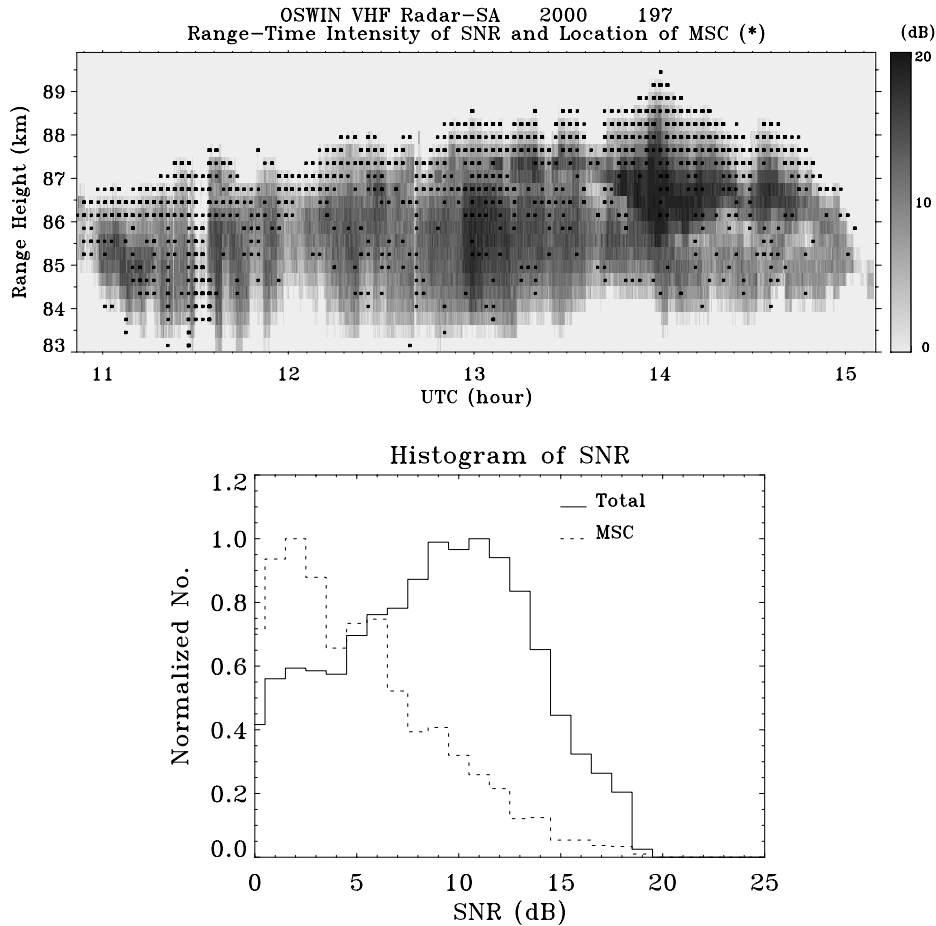 OSWIN VHF Radar-SA 2000 197
Range-Time Intensity of SNR and Location of MSC (*)
(dB)
20
10
0
Range Height (km)
89
88
87
86
85
84
83
11 12 13 14 15
UTC (hour)
Histogram of SNR
Total
MSC
Normalized No.
1.2
1.0
0.8
0.6
0.4
0.2
0.0
0 5 10 15 20 25
SNR (dB)